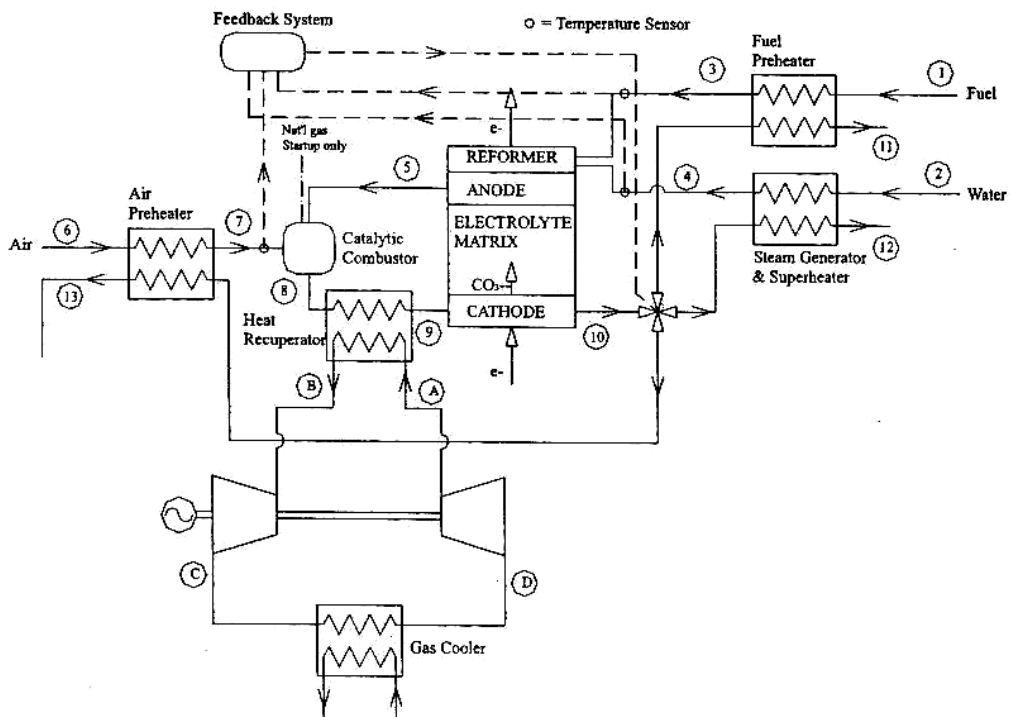 Feedback System
= Temperature Sensor
Fuel
Preheater
3
1
Fuel
e-
11
Nat'l gas
Startup only
REFORMER
5
ANODE
4
2
Water
Air
Preheater
ELECTROLYTE
MATRIX
6
7
Air
Catalytic
Combustor
12
Steam Generator
& Superheater
CO₃--
13
8
CATHODE
Heat
Recuperator
9
10
e-
B
A
C
D
Gas Cooler